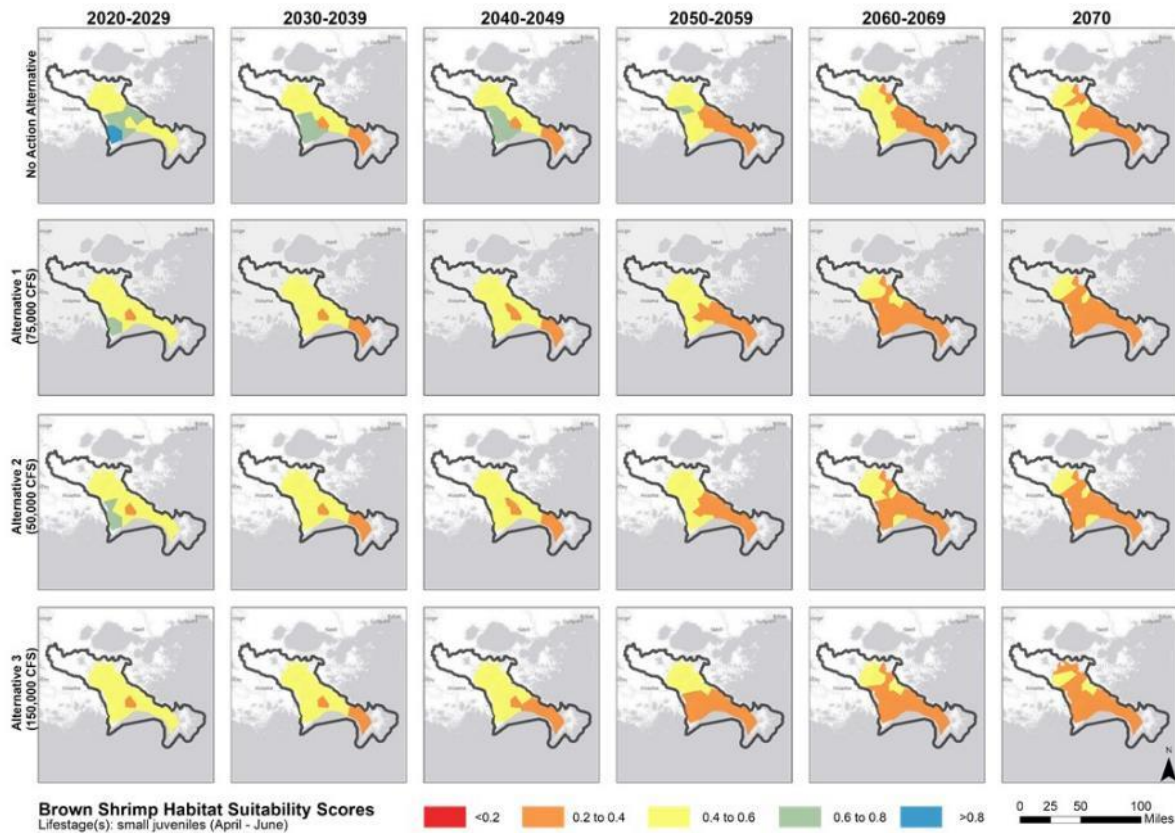 2020-2029
2030-2039
2040-2049
2050-2059
2060-2069
2070
No Action Alternative
Alternative 1
(75,000 CFS)
Alternative 2
(50,000 CFS)
Alternative 3
(150,000 CFS)
Brown Shrimp Habitat Suitability Scores
Lifestage(s): small juveniles (April - June)
<0.2
0.2 to 0.4
0.4 to 0.6
0.6 to 0.8
>0.8
N
0 25 50 100
Miles